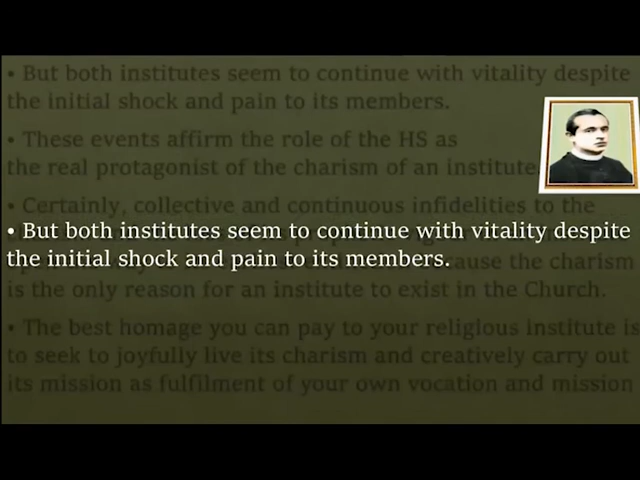 • But both institutes seem to continue with vitality despite
the initial shock and pain to its members.
• These events affirm the role of the HS as
the real protagonist of the charism of an institute
• Certainly, collective and continuous infidelities to the
• But both institutes seem to continue with vitality despite
the initial shock and pain to its members.
cause the charism
is the only reason for an institute to exist in the Church.
• The best homage you can pay to your religious institute is
to seek to joyfully live its charism and creatively carry out
its mission as fulfilment of your own vocation and mission